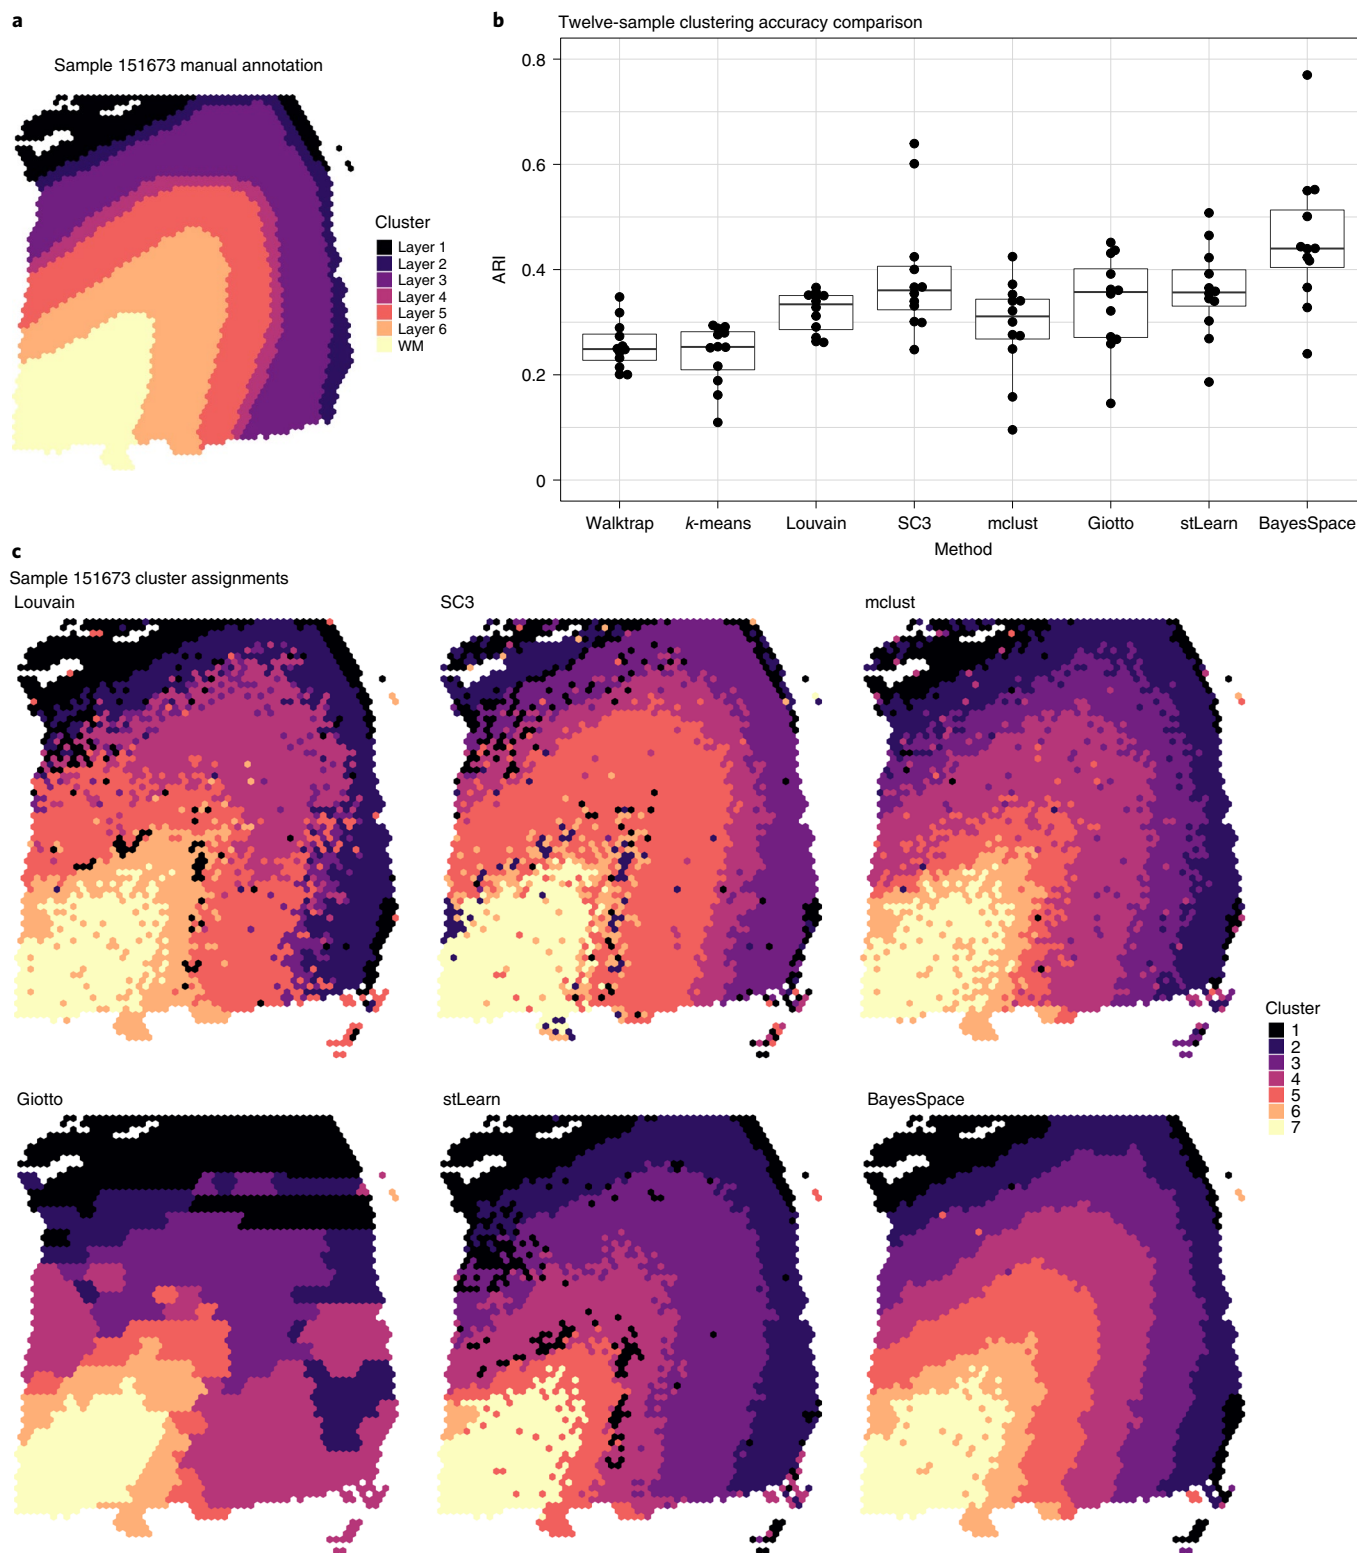 a
Sample 151673 manual annotation
Cluster
Layer 1
Layer 2
Layer 3
Layer 4
Layer 5
Layer 6
WM
b
Twelve-sample clustering accuracy comparison
0.8
0.6
0.4
0.2
0
ARI
Walktrap k-means Louvain SC3 mclust Giotto stLearn BayesSpace
Method
c
Sample 151673 cluster assignments
Louvain SC3 mclust
Giotto stLearn BayesSpace
Cluster
1
2
3
4
5
6
7